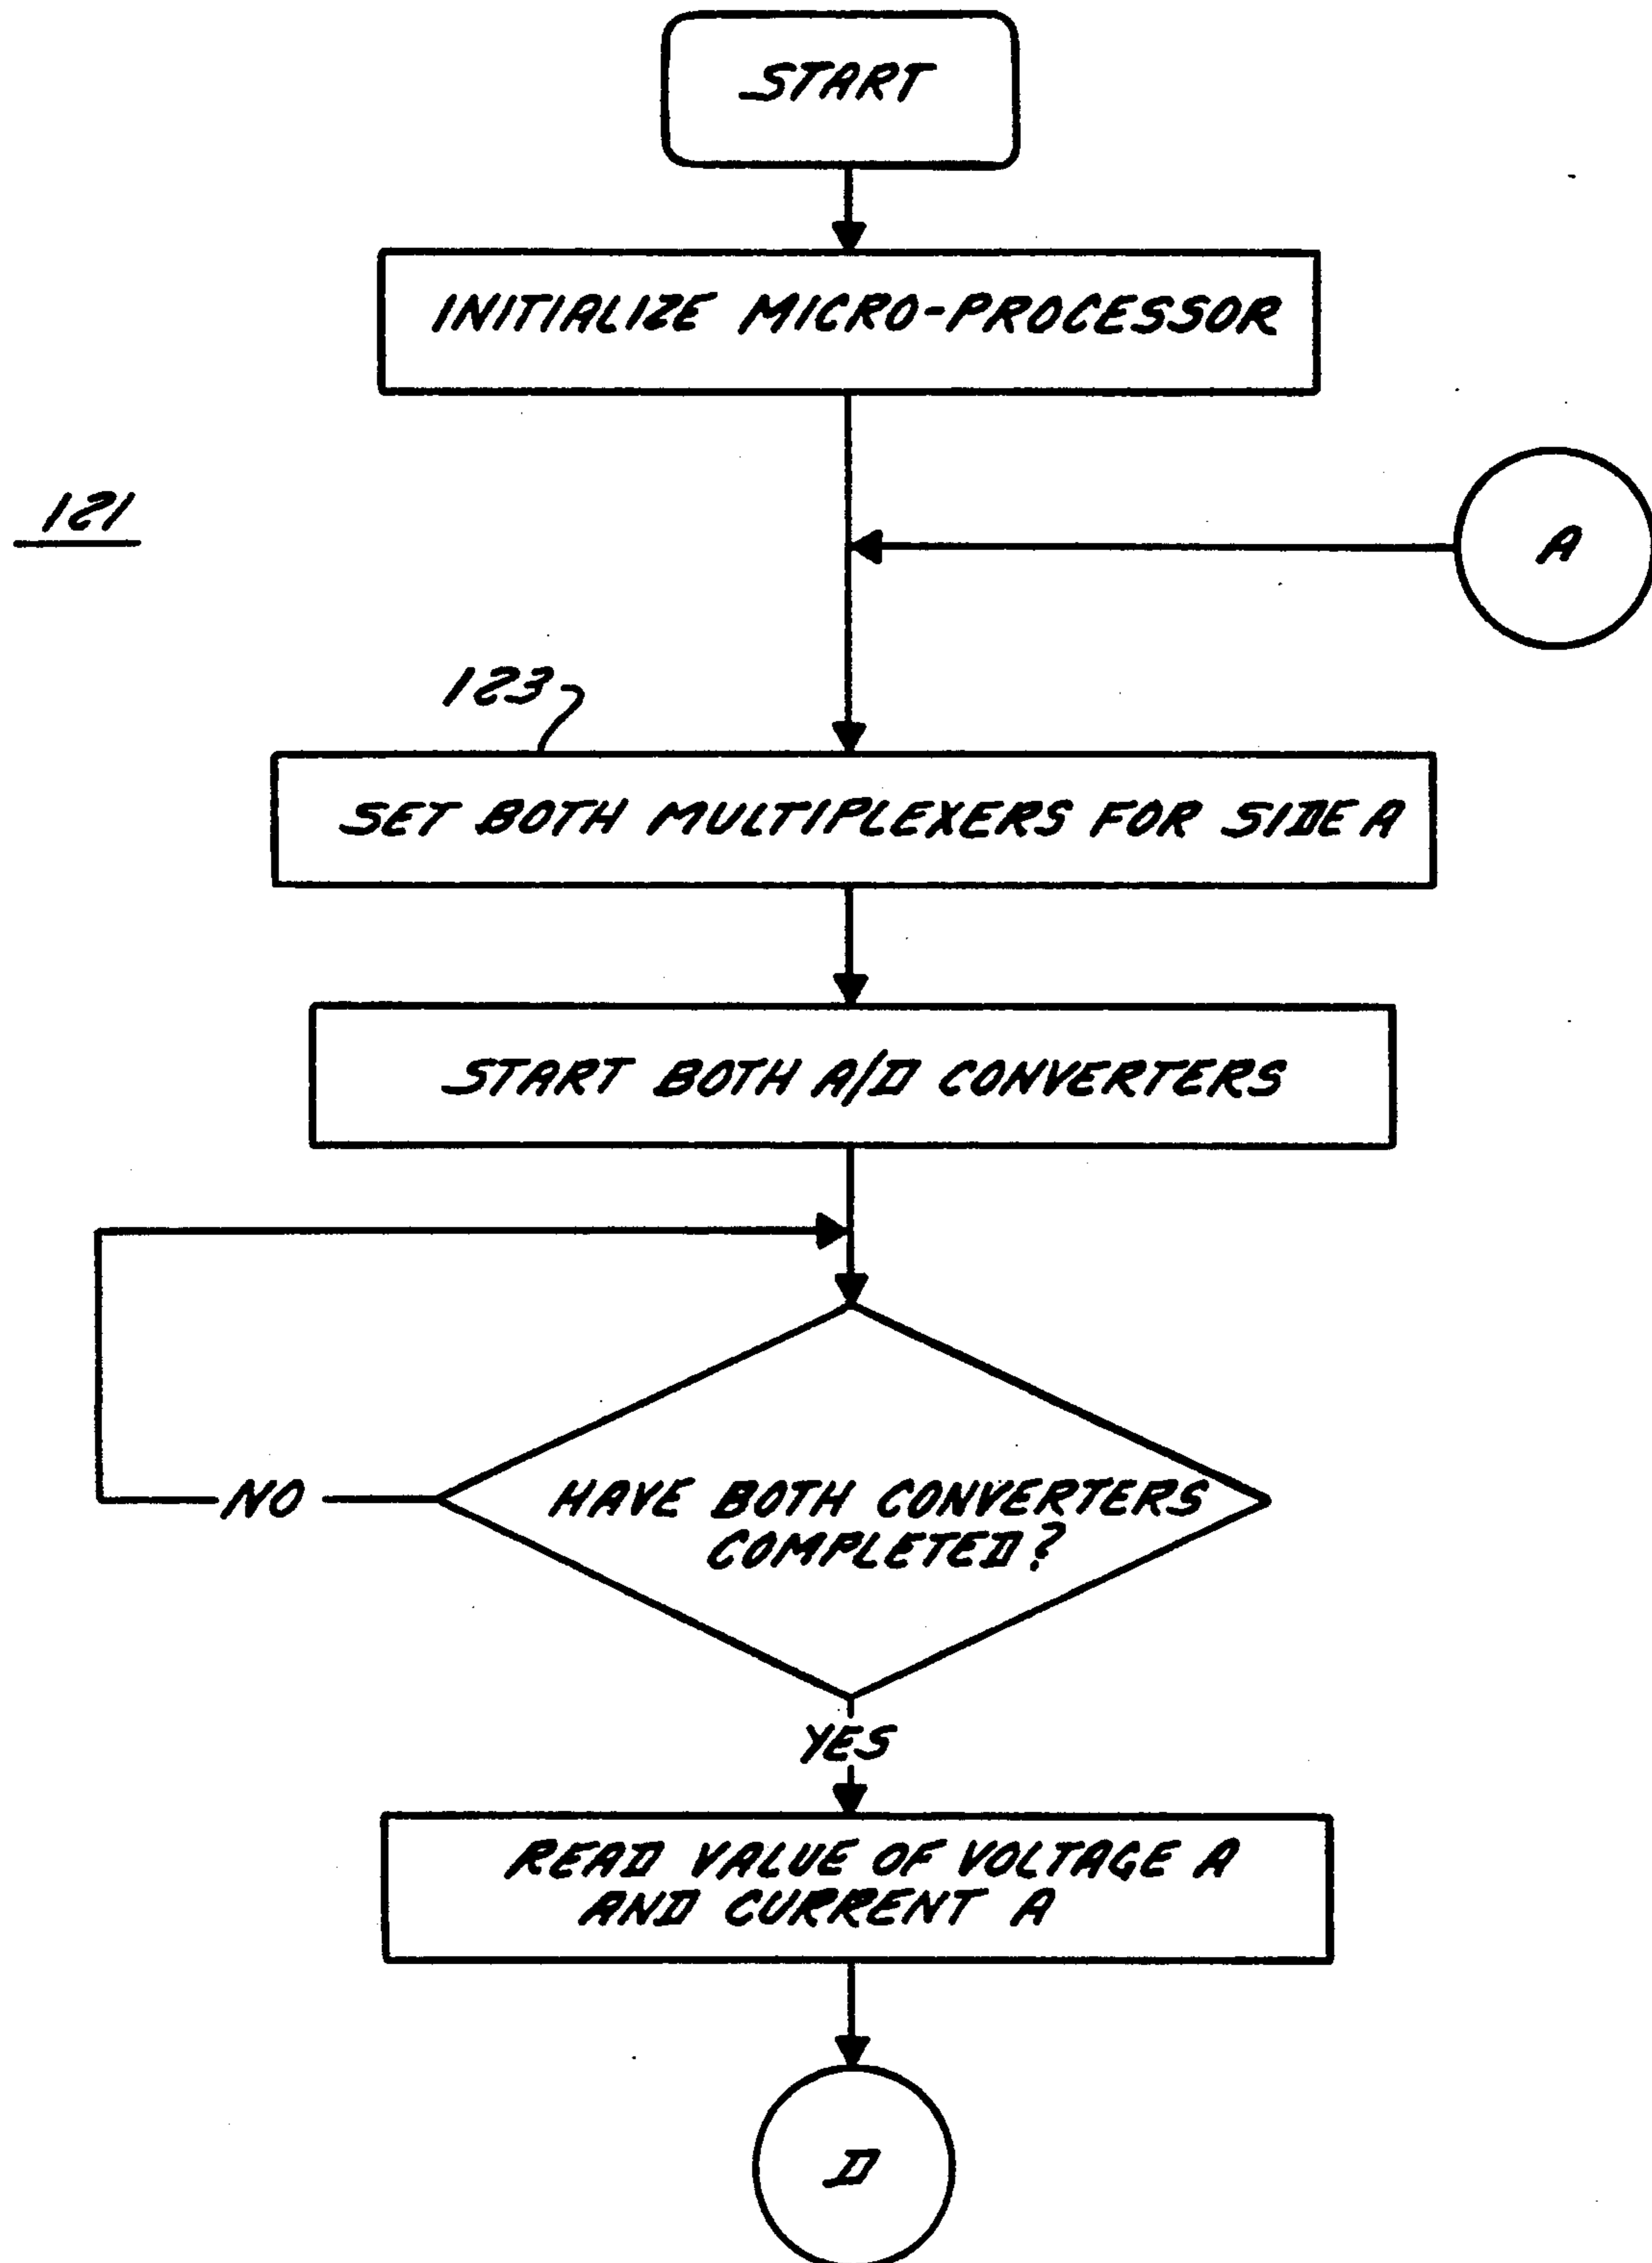 START
INITIALIZE MICRO-PROCESSOR
121
A
123
SET BOTH MULTIPLEXERS FOR SIDE A
START BOTH A/D CONVERTERS
HAVE BOTH CONVERTERS
COMPLETED?
NO
YES
READ VALUE OF VOLTAGE A
AND CURRENT A
D